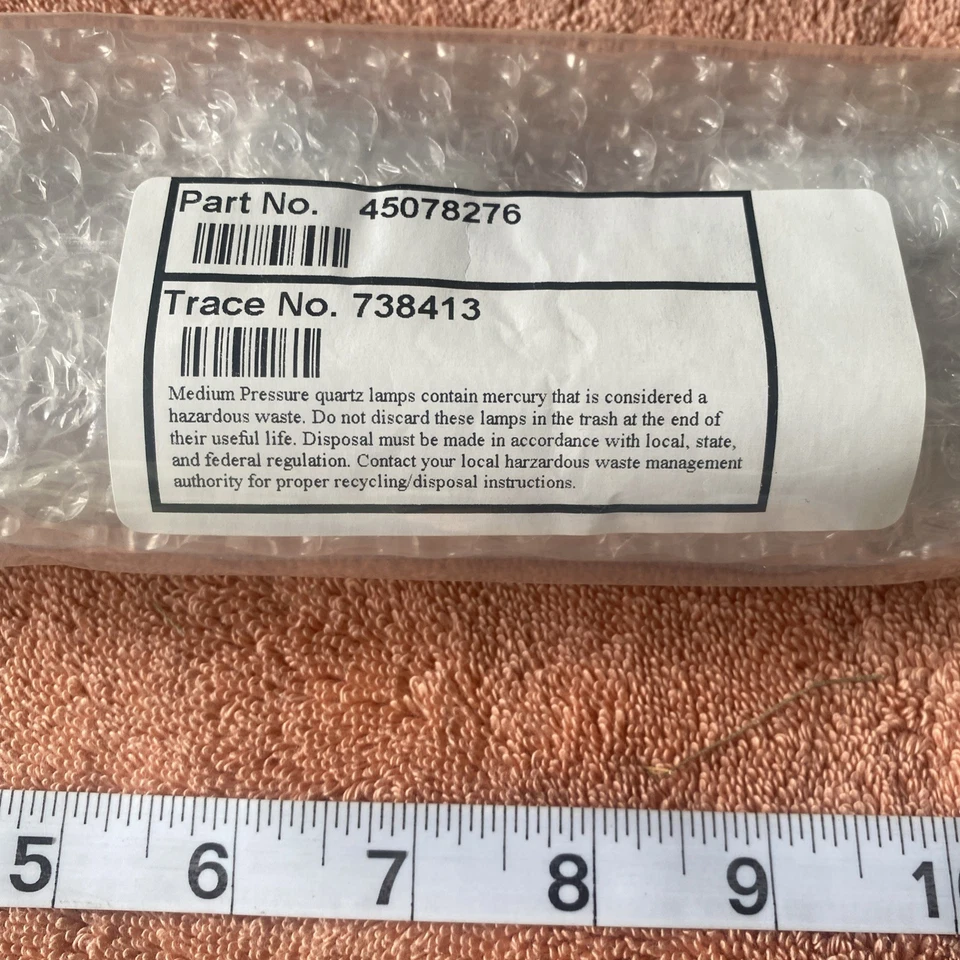 Part No. 45078276
Trace No. 738413
Medium Pressure quartz lamps contain mercury that is considered a
hazardous waste. Do not discard these lamps in the trash at the end of
their useful life. Disposal must be made in accordance with local, state,
and federal regulation. Contact your local harzardous waste management
authority for proper recycling/disposal instructions.
5 6 7 8 9 1